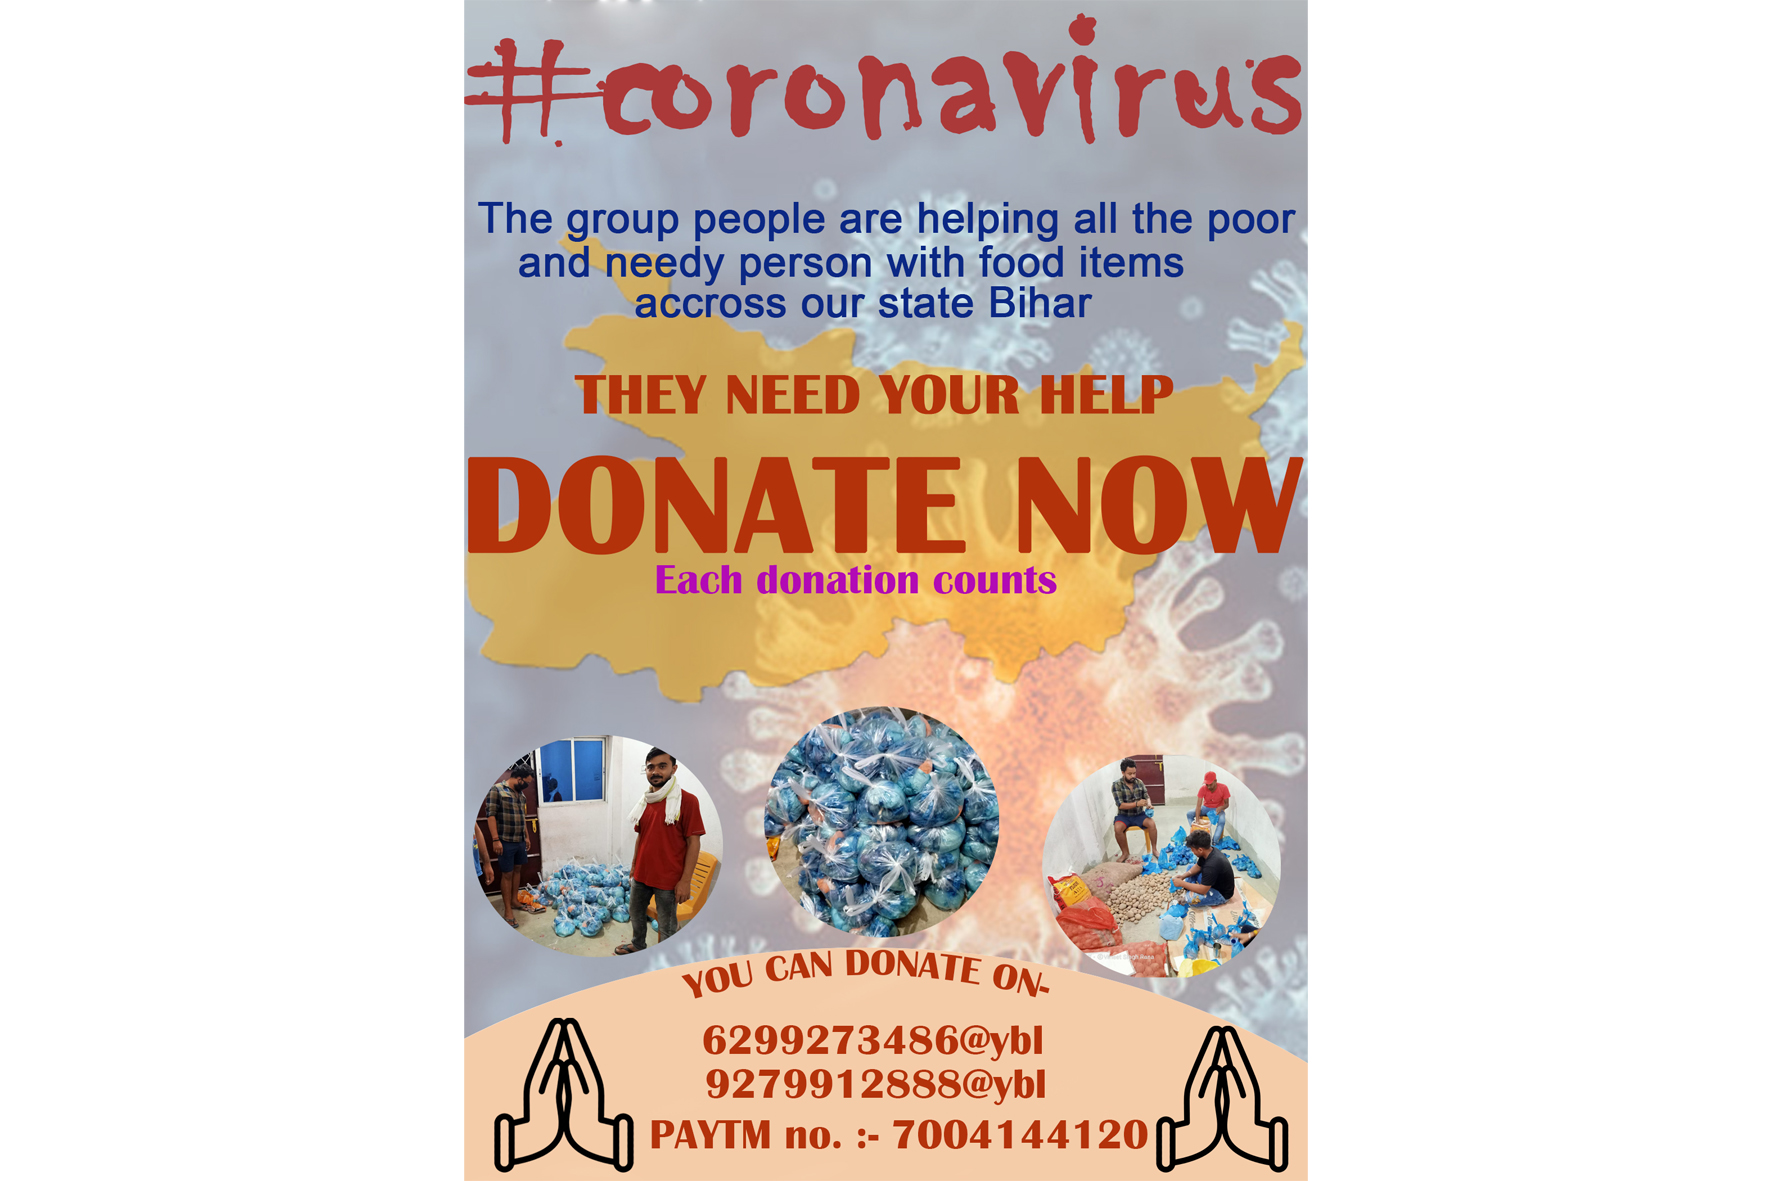 #coronavirus
The group people are helping all the poor
and needy person with food items
accross our state Bihar
THEY NEED YOUR HELP
DONATE NOW
Each donation counts
YOU CAN DONATE ON-
6299273486@ybl
9279912888@ybl
PAYTM no. :- 7004144120